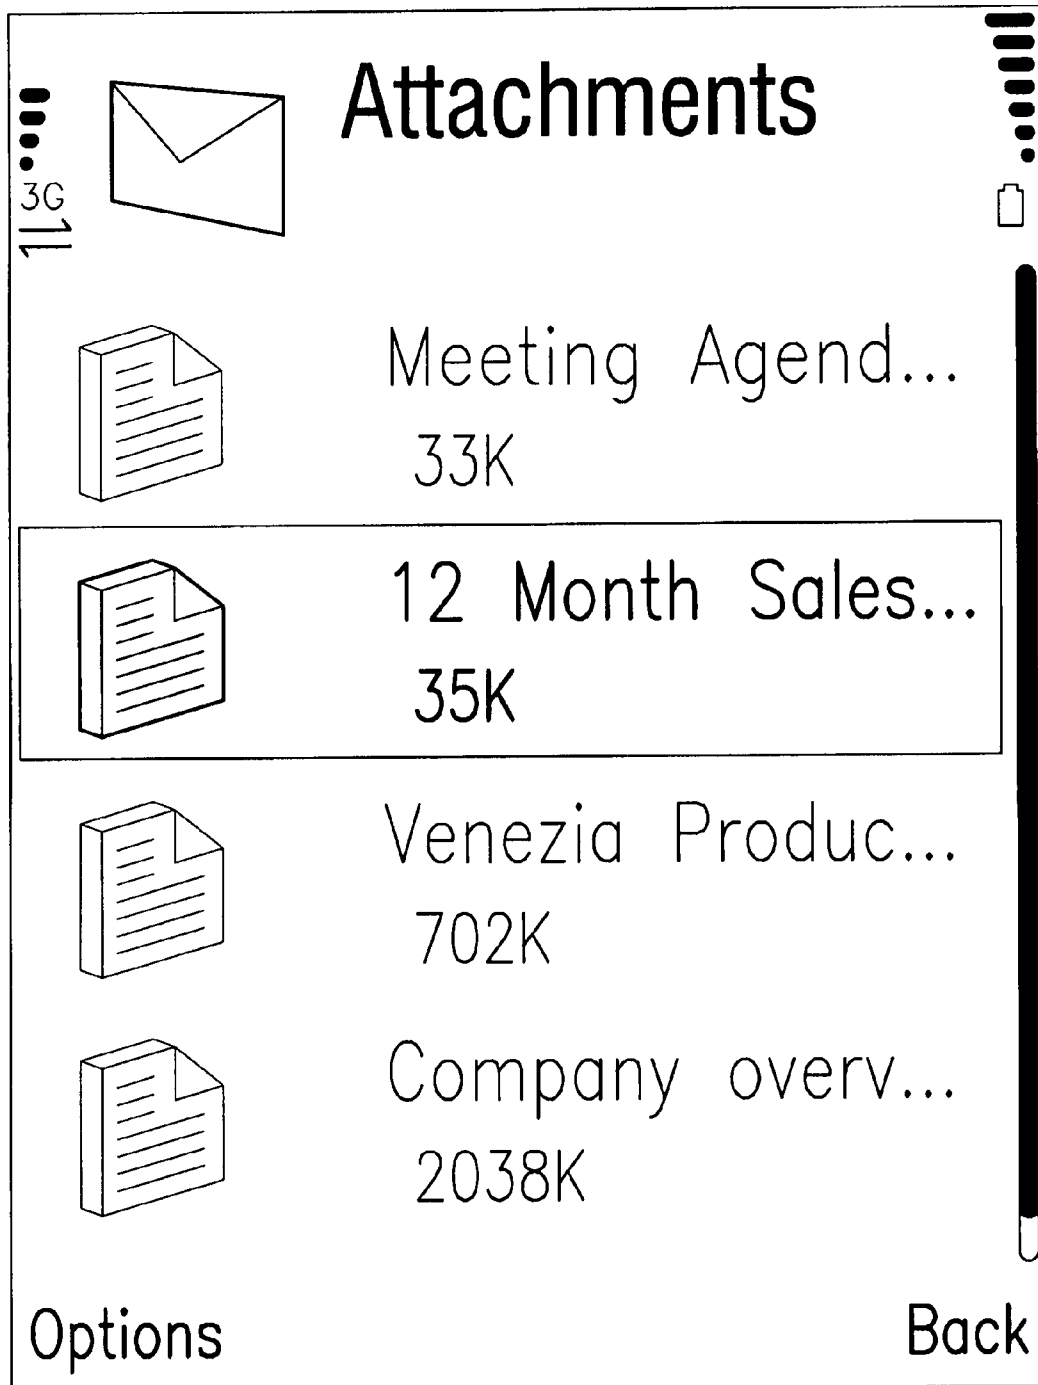 Attachments
3G
Meeting Agend...
33K
12 Month Sales...
35K
Venezia Produc...
702K
Company overv...
2038K
Options
Back